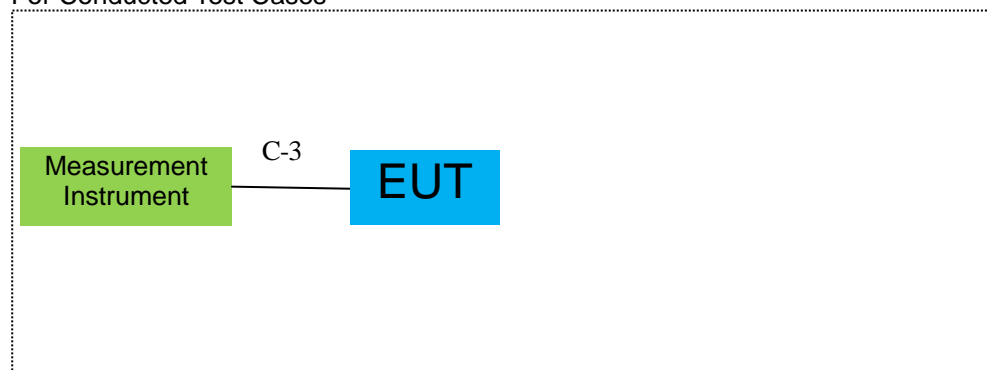 For Conducted Test Cases
C-3
Measurement
Instrument
EUT